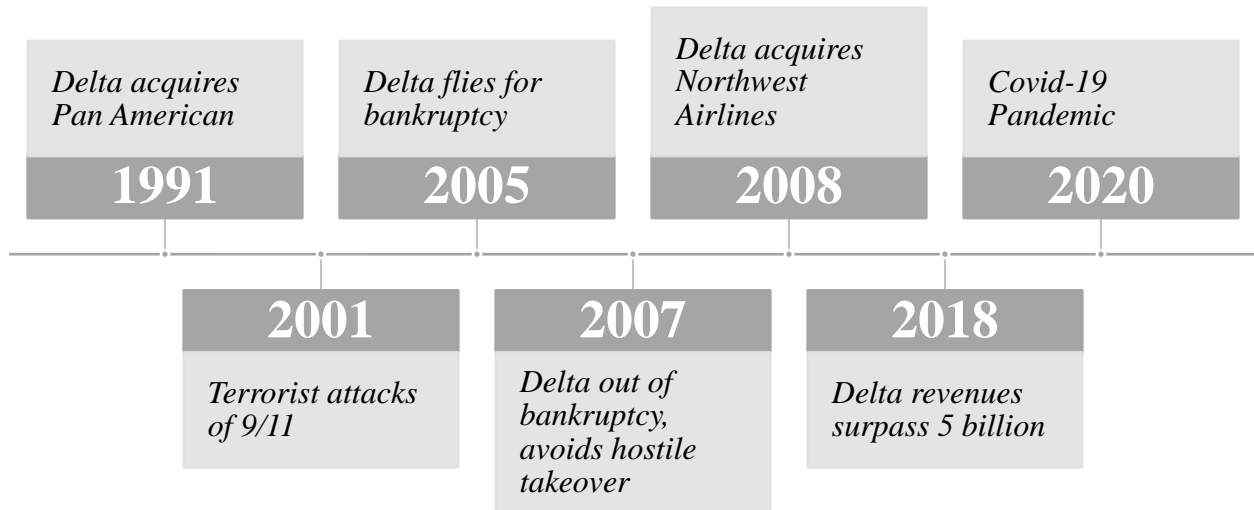 Delta acquires
Pan American
1991
2001
Terrorist attacks
of 9/11
Delta flies for
bankruptcy
2005
2007
Delta out of
bankruptcy,
avoids hostile
takeover
Delta acquires
Northwest
Airlines
2008
2018
Delta revenues
surpass 5 billion
Covid-19
Pandemic
2020